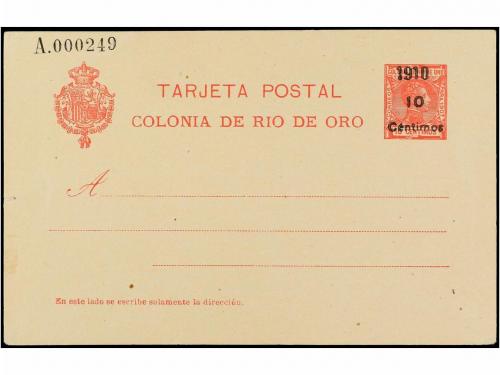 A.000249
1910
10
Céntimos
TARJETA POSTAL
COLONIA DE RIO DE ORO
A
En este lado se escribe solamente la dirección.